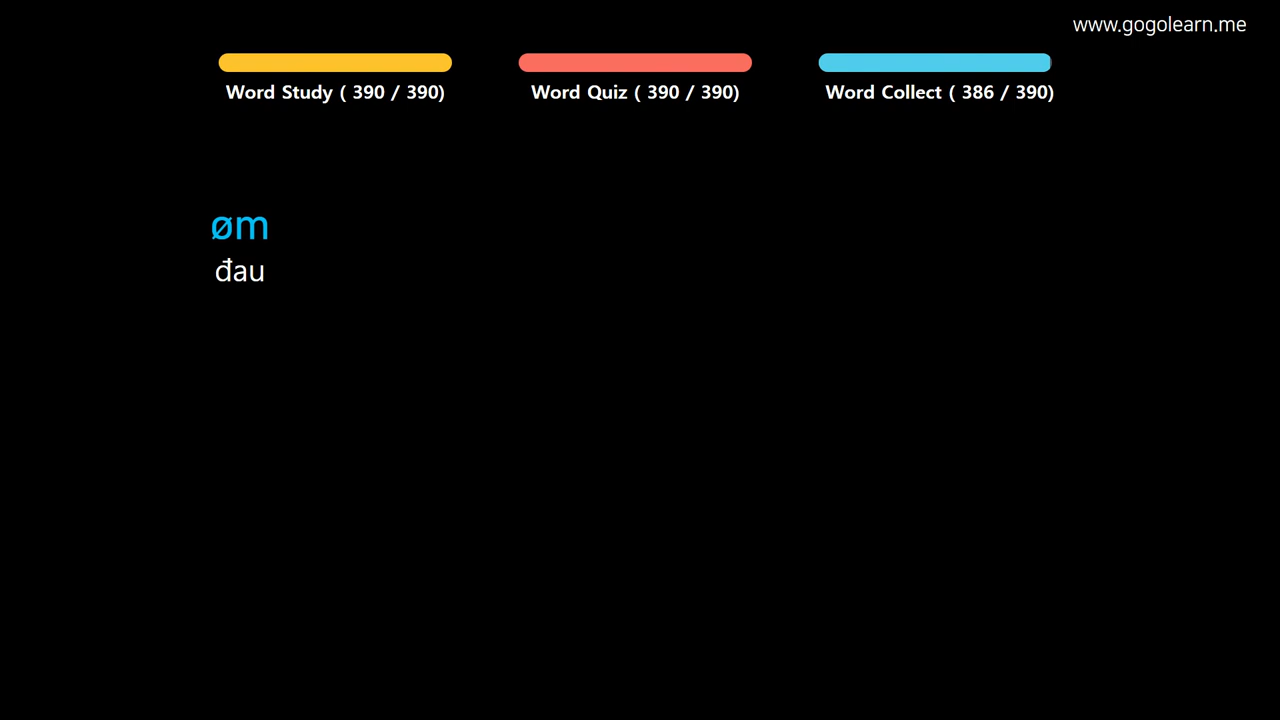 www.gogolearn.me
Word Study ( 390 / 390)
Word Quiz ( 390 / 390)
Word Collect ( 386 / 390)
øm
đau